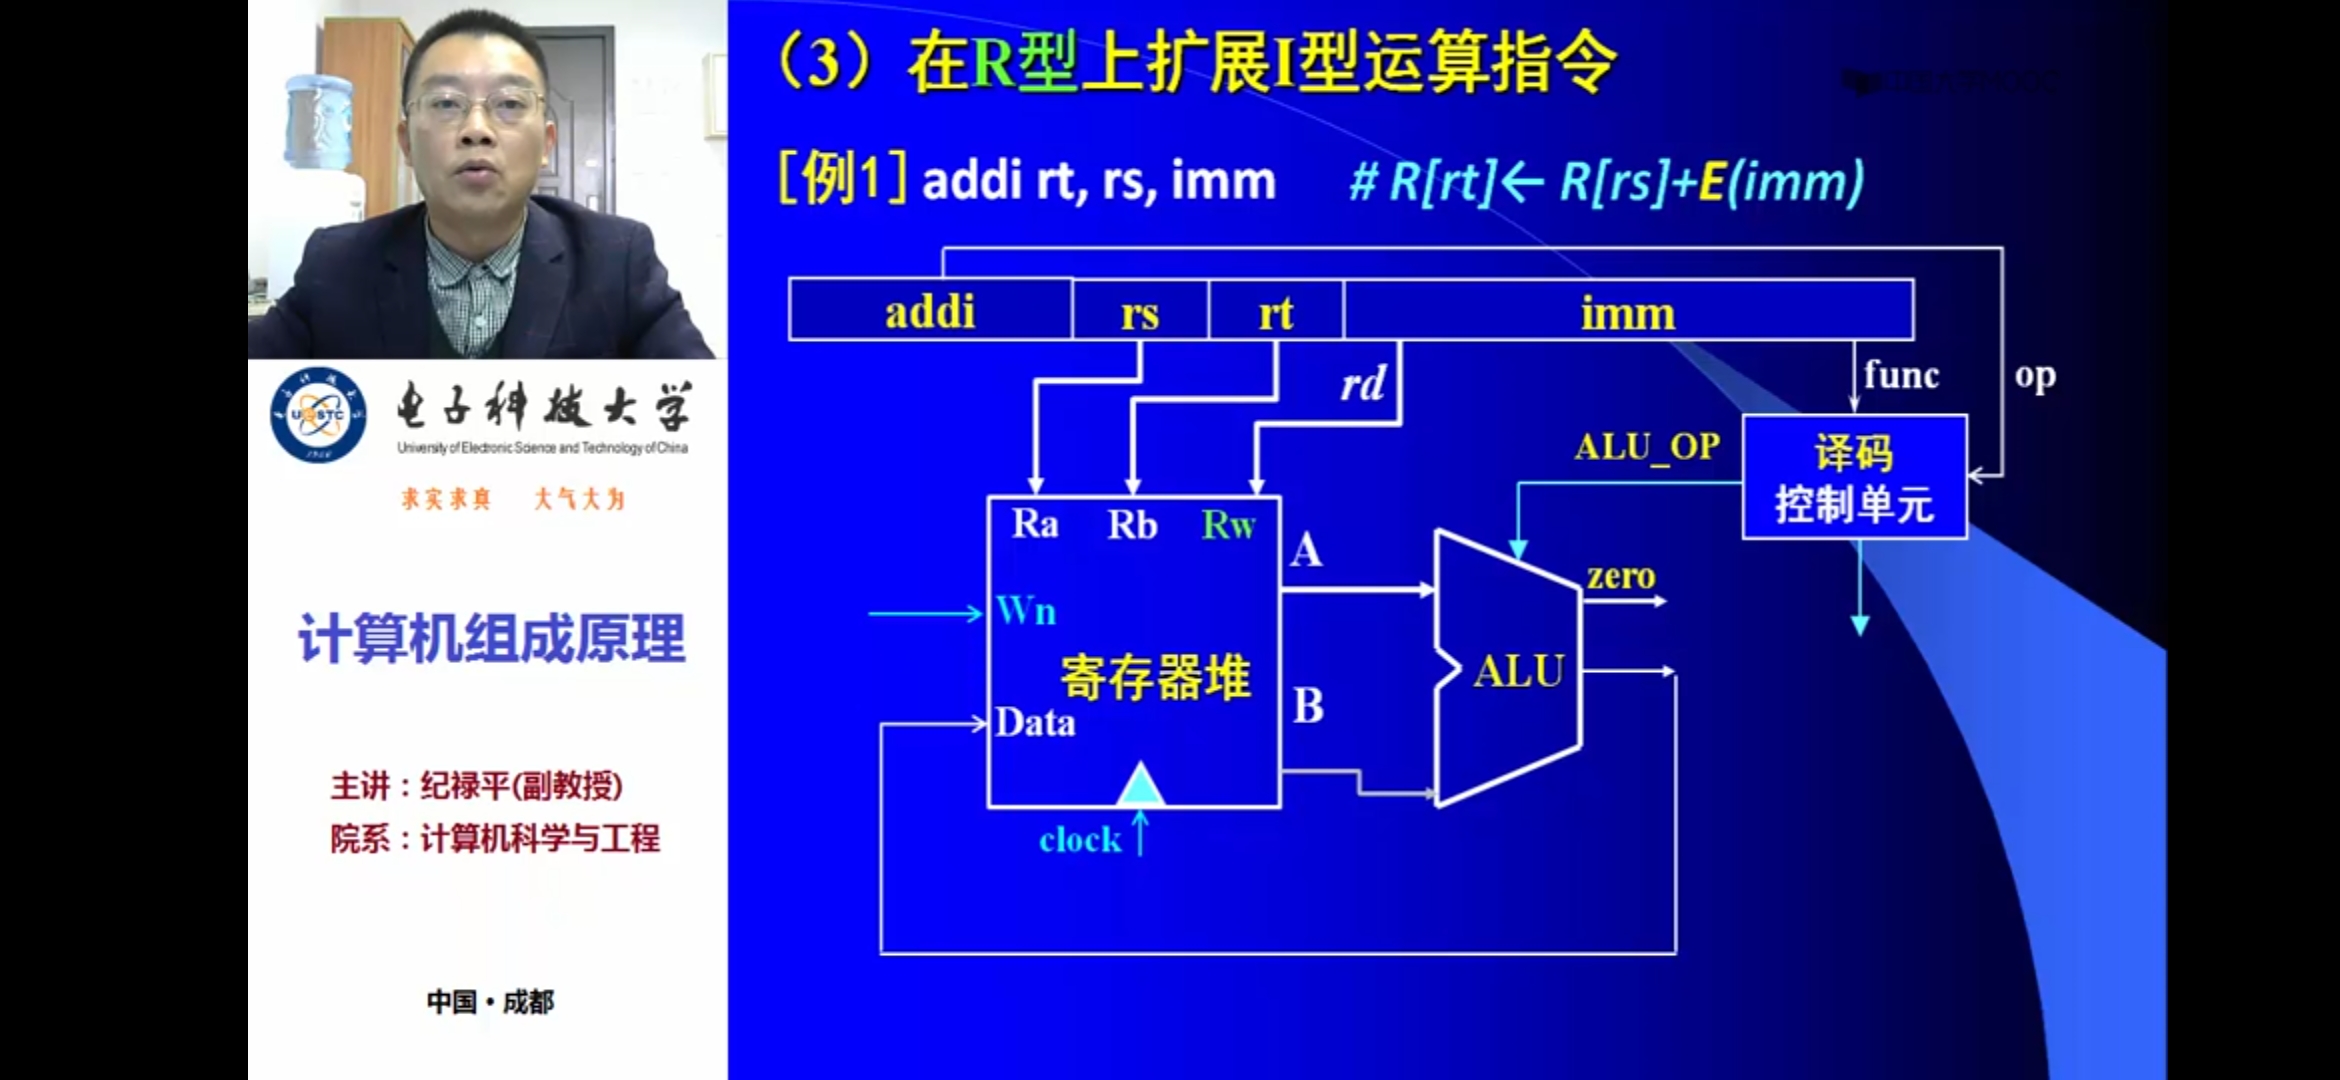 （3）在R型上扩展I型运算指令
[例1] addi rt, rs, imm # R[rt]← R[rs]+E(imm)
addi rs rt imm
rd
func
op
ALU_OP
译码
控制单元
Ra Rb Rw
A
Wn
zero
寄存器堆
B
ALU
Data
clock
电子科技大学
University of Electronic Science and Technology of China
UESTC
1956
求实求真 大气大为
计算机组成原理
主讲：纪禄平(副教授)
院系：计算机科学与工程
中国·成都